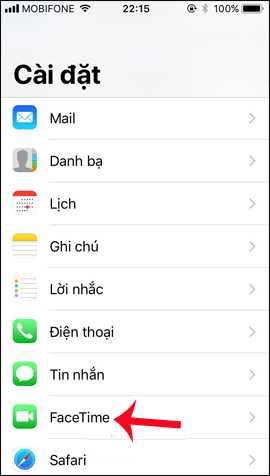 MOBIFONE 22:15 100%
Cài đặt
Mail
Danh bạ
Lịch
Ghi chú
Lời nhắc
Điện thoại
Tin nhắn
FaceTime
Safari